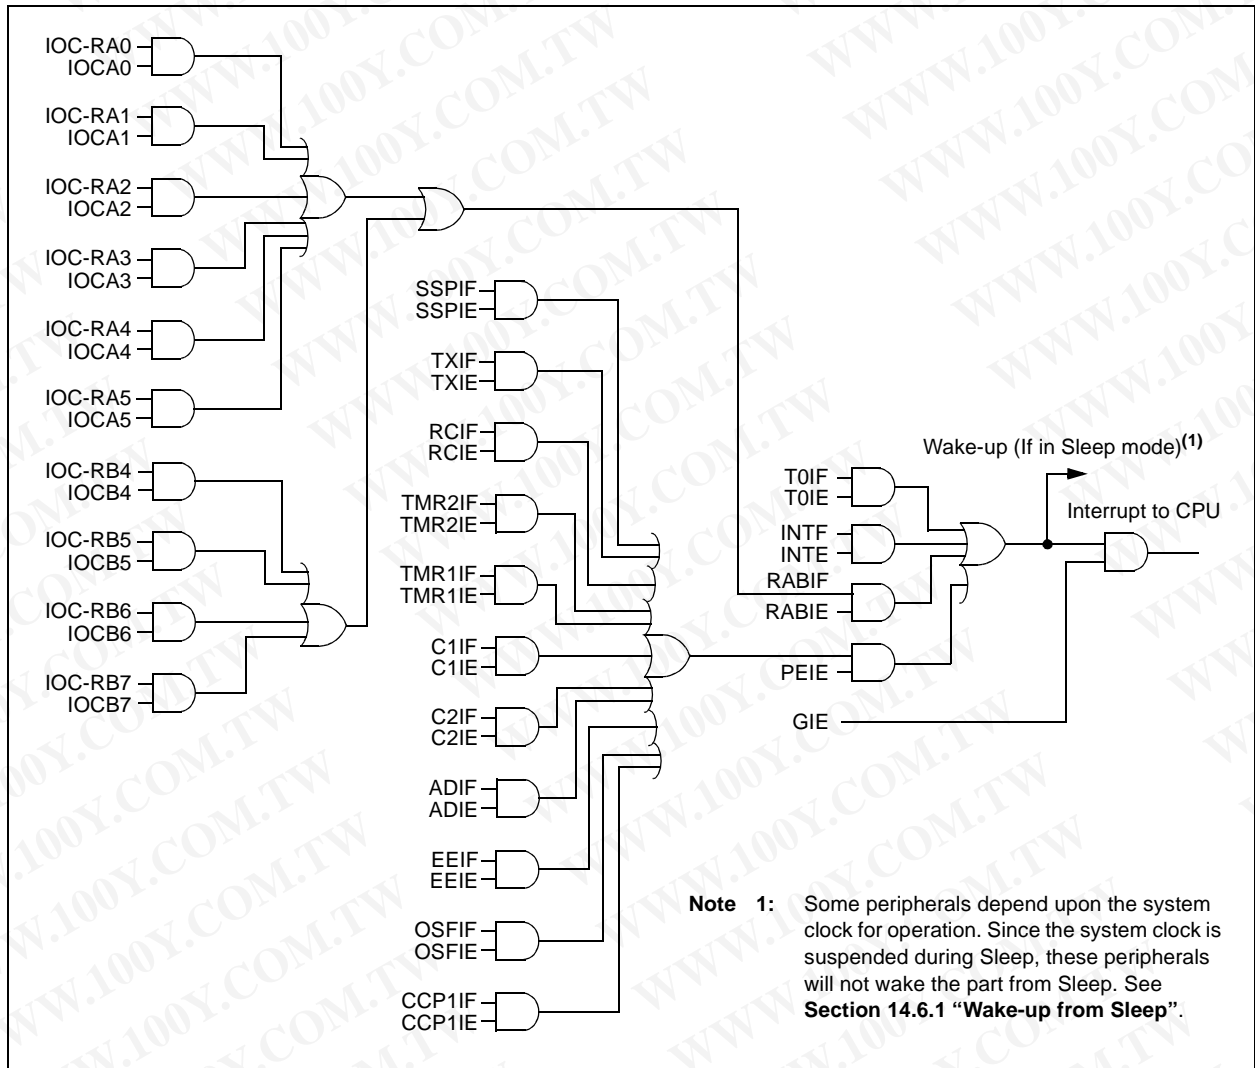 IOC-RA0
IOCA0
IOC-RA1
IOCA1
IOC-RA2
IOCA2
IOC-RA3
IOCA3
IOC-RA4
IOCA4
IOC-RA5
IOCA5
IOC-RB4
IOCB4
IOC-RB5
IOCB5
IOC-RB6
IOCB6
IOC-RB7
IOCB7
SSPIF
SSPIE
TXIF
TXIE
RCIF
RCIE
TMR2IF
TMR2IE
TMR1IF
TMR1IE
C1IF
C1IE
C2IF
C2IE
ADIF
ADIE
EEIF
EEIE
OSFIF
OSFIE
CCP1IF
CCP1IE
T0IF
T0IE
INTF
INTE
RABIF
RABIE
PEIE
GIE
Wake-up (If in Sleep mode)(1)
Interrupt to CPU
Note 1: Some peripherals depend upon the system
clock for operation. Since the system clock is
suspended during Sleep, these peripherals
will not wake the part from Sleep. See
Section 14.6.1 “Wake-up from Sleep”.
WWW.100Y.COM.TW